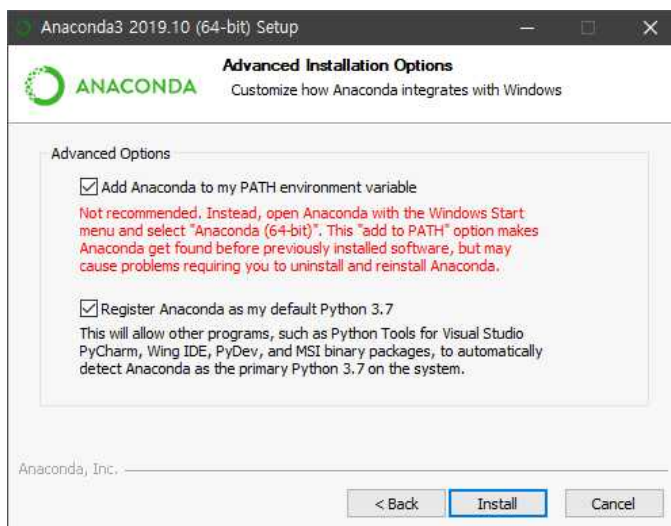 Anaconda3 2019.10 (64-bit) Setup
ANACONDA
Advanced Installation Options
Customize how Anaconda integrates with Windows
Advanced Options
Add Anaconda to my PATH environment variable
Not recommended. Instead, open Anaconda with the Windows Start
menu and select "Anaconda (64-bit)". This "add to PATH" option makes
Anaconda get found before previously installed software, but may
cause problems requiring you to uninstall and reinstall Anaconda.
Register Anaconda as my default Python 3.7
This will allow other programs, such as Python Tools for Visual Studio
PyCharm, Wing IDE, PyDev, and MSI binary packages, to automatically
detect Anaconda as the primary Python 3.7 on the system.
Anaconda, Inc.
< Back Install Cancel